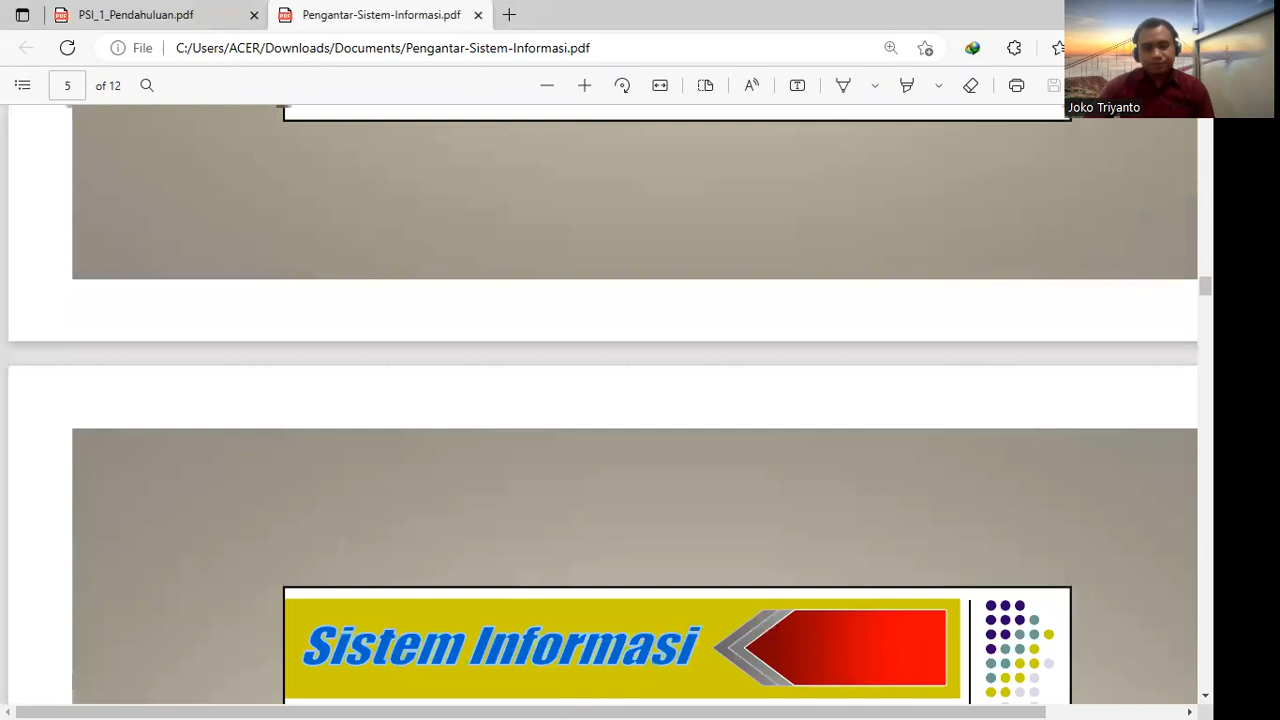 PSI_1_Pendahuluan.pdf
Pengantar-Sistem-Informasi.pdf
File
C:/Users/ACER/Downloads/Documents/Pengantar-Sistem-Informasi.pdf
5 of 12
Joko Triyanto
Sistem Informasi